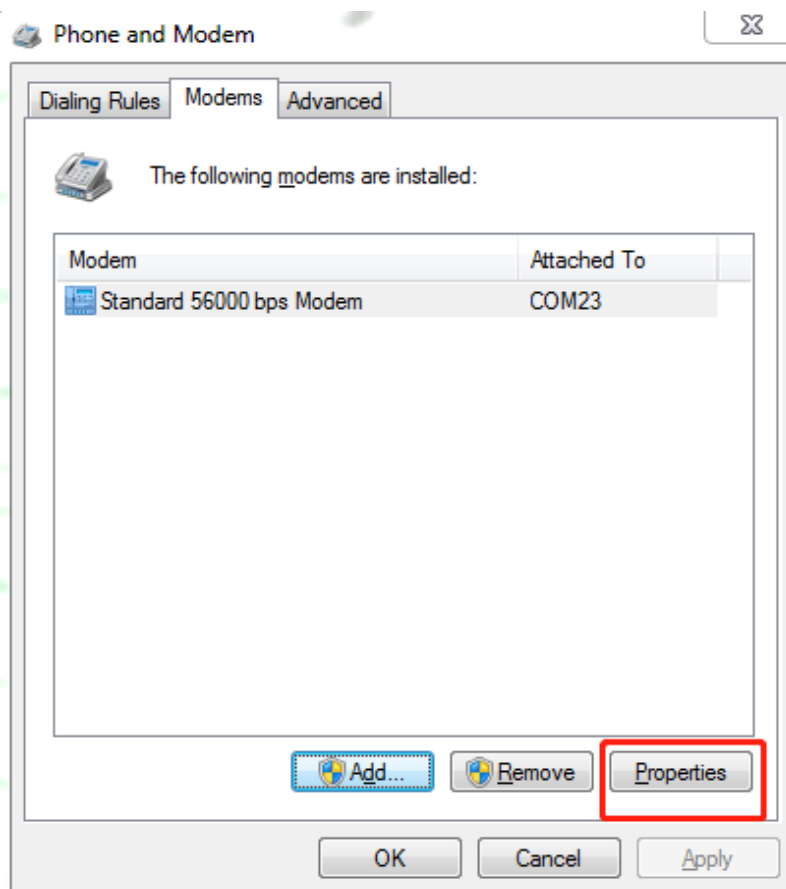 Phone and Modem
Dialing Rules Modems Advanced
The following modems are installed:
Modem Attached To
Standard 56000 bps Modem COM23
Add... Remove Properties
OK Cancel Apply